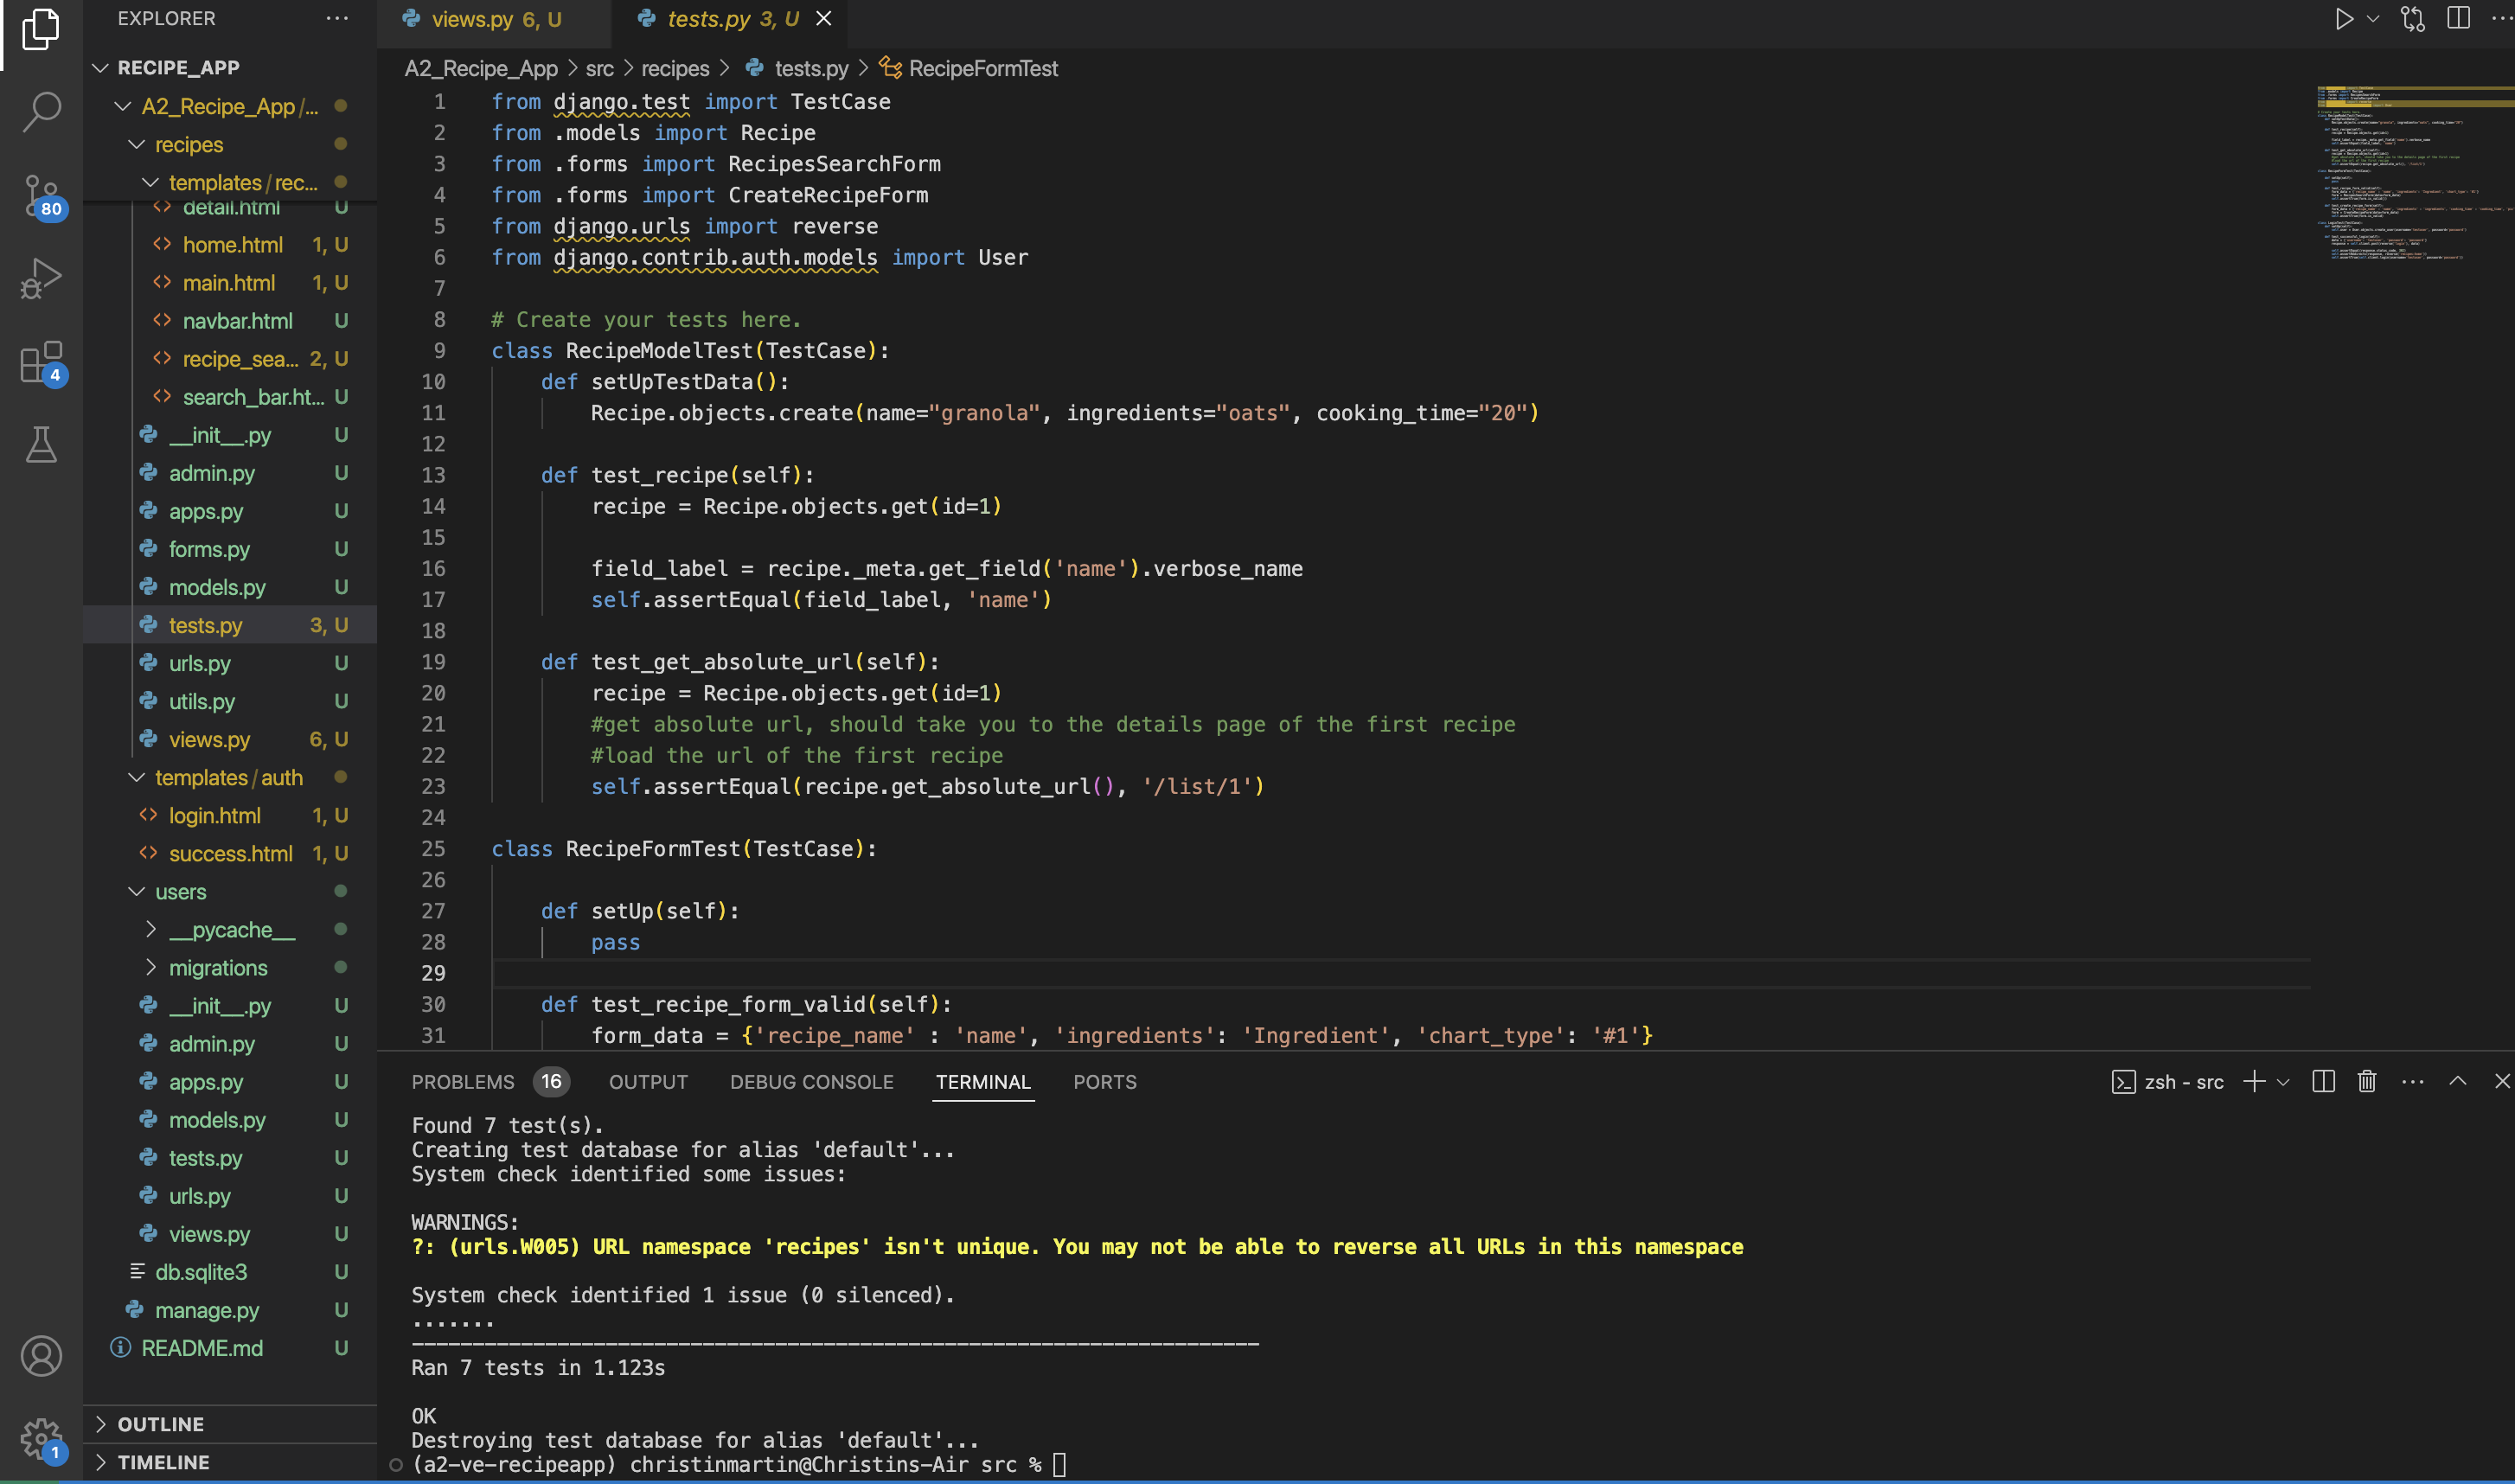 EXPLORER
RECIPE_APP
A2_Recipe_App/...
recipes
templates/rec...
detail.html U
home.html 1, U
main.html 1, U
navbar.html U
recipe_sea... 2, U
search_bar.ht... U
__init__.py U
admin.py U
apps.py U
forms.py U
models.py U
tests.py 3, U
urls.py U
utils.py U
views.py 6, U
templates/auth
login.html 1, U
success.html 1, U
users
__pycache__
migrations
__init__.py U
admin.py U
apps.py U
models.py U
tests.py U
urls.py U
views.py U
db.sqlite3 U
manage.py U
README.md U
OUTLINE
TIMELINE
80
4
1
views.py 6, U
tests.py 3, U
A2_Recipe_App > src > recipes > tests.py > RecipeFormTest
1 from django.test import TestCase
2 from .models import Recipe
3 from .forms import RecipesSearchForm
4 from .forms import CreateRecipeForm
5 from django.urls import reverse
6 from django.contrib.auth.models import User
7
8 # Create your tests here.
9 class RecipeModelTest(TestCase):
10 def setUpTestData():
11 Recipe.objects.create(name="granola", ingredients="oats", cooking_time="20")
12
13 def test_recipe(self):
14 recipe = Recipe.objects.get(id=1)
15
16 field_label = recipe._meta.get_field('name').verbose_name
17 self.assertEqual(field_label, 'name')
18
19 def test_get_absolute_url(self):
20 recipe = Recipe.objects.get(id=1)
21 #get absolute url, should take you to the details page of the first recipe
22 #load the url of the first recipe
23 self.assertEqual(recipe.get_absolute_url(), '/list/1')
24
25 class RecipeFormTest(TestCase):
26
27 def setUp(self):
28 pass
29
30 def test_recipe_form_valid(self):
31 form_data = {'recipe_name' : 'name', 'ingredients': 'Ingredient', 'chart_type': '#1'}
PROBLEMS 16 OUTPUT DEBUG CONSOLE TERMINAL PORTS
zsh - src
Found 7 test(s).
Creating test database for alias 'default'...
System check identified some issues:
WARNINGS:
?: (urls.W005) URL namespace 'recipes' isn't unique. You may not be able to reverse all URLs in this namespace
System check identified 1 issue (0 silenced).
.......
----------------------------------------------------------------------
Ran 7 tests in 1.123s
OK
Destroying test database for alias 'default'...
(a2-ve-recipeapp) christinmartin@Christins-Air src %